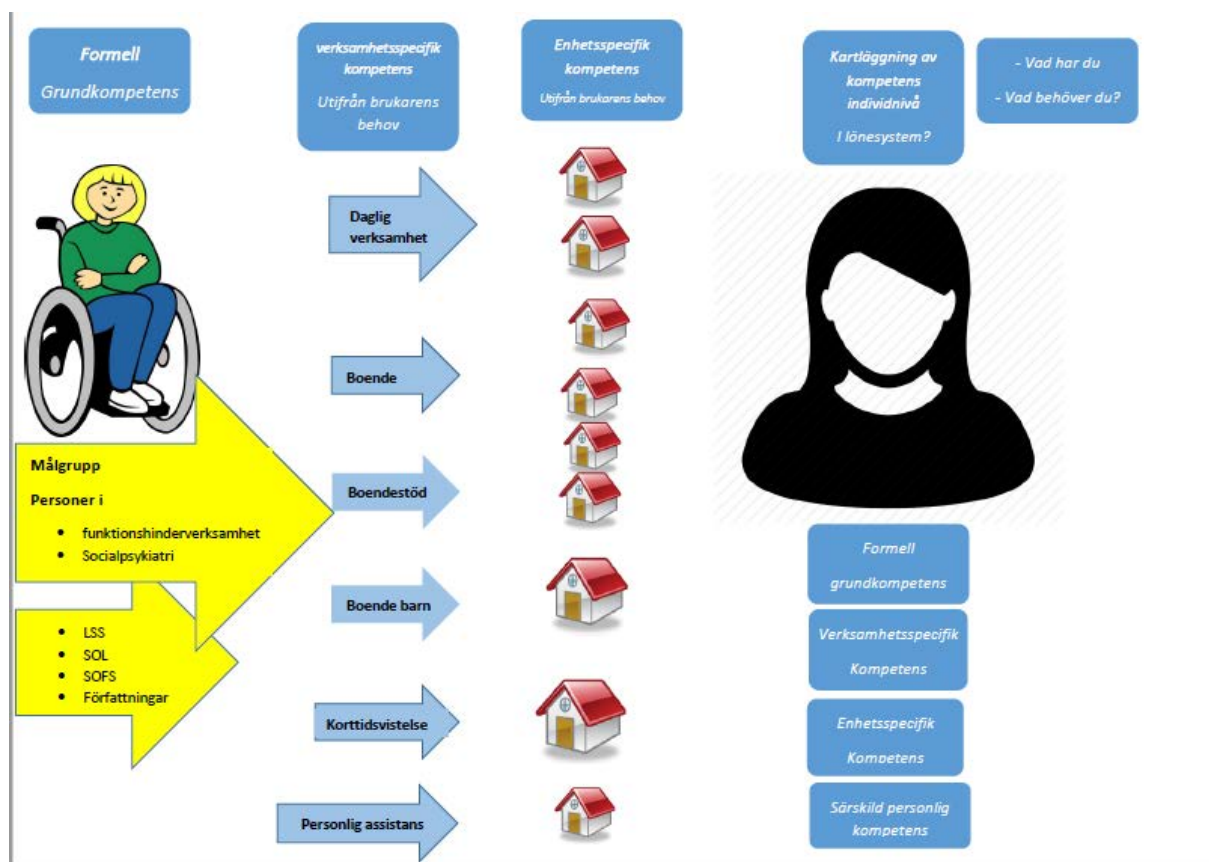 Formell
Grundkompetens
verksamhetsspecifik
kompetens
Utifrån brukarens
behov
Enhetsspecifik
kompetens
Utifrån brukarens behov
Kartläggning av
kompetens
individnivå
I lönesystem?
- Vad har du
- Vad behöver du?
Daglig
verksamhet
Boende
Boendestöd
Boende barn
Korttidsvistelse
Personlig assistans
Målgrupp
Personer i
• funktionshinderverksamhet
• Socialpsykiatri
• LSS
• SOL
• SOFS
• Författningar
Formell
grundkompetens
Verksamhetsspecifik
Kompetens
Enhetsspecifik
Kompetens
Särskild personlig
kompetens